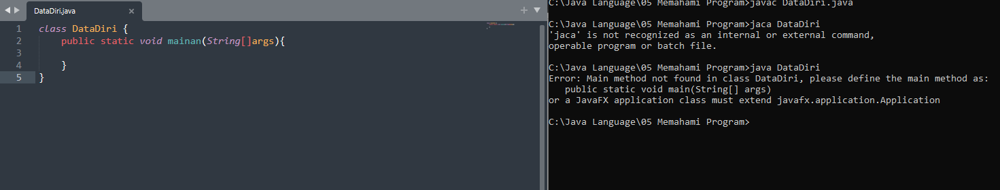 DataDiri.java
1 class DataDiri {
2 public static void mainan(String[]args){
3
4 }
5 }
C:\Java Language\05 Memahami Program>javac DataDiri.java
C:\Java Language\05 Memahami Program>jaca DataDiri
'jaca' is not recognized as an internal or external command,
operable program or batch file.
C:\Java Language\05 Memahami Program>java DataDiri
Error: Main method not found in class DataDiri, please define the main method as:
public static void main(String[] args)
or a JavaFX application class must extend javafx.application.Application
C:\Java Language\05 Memahami Program>